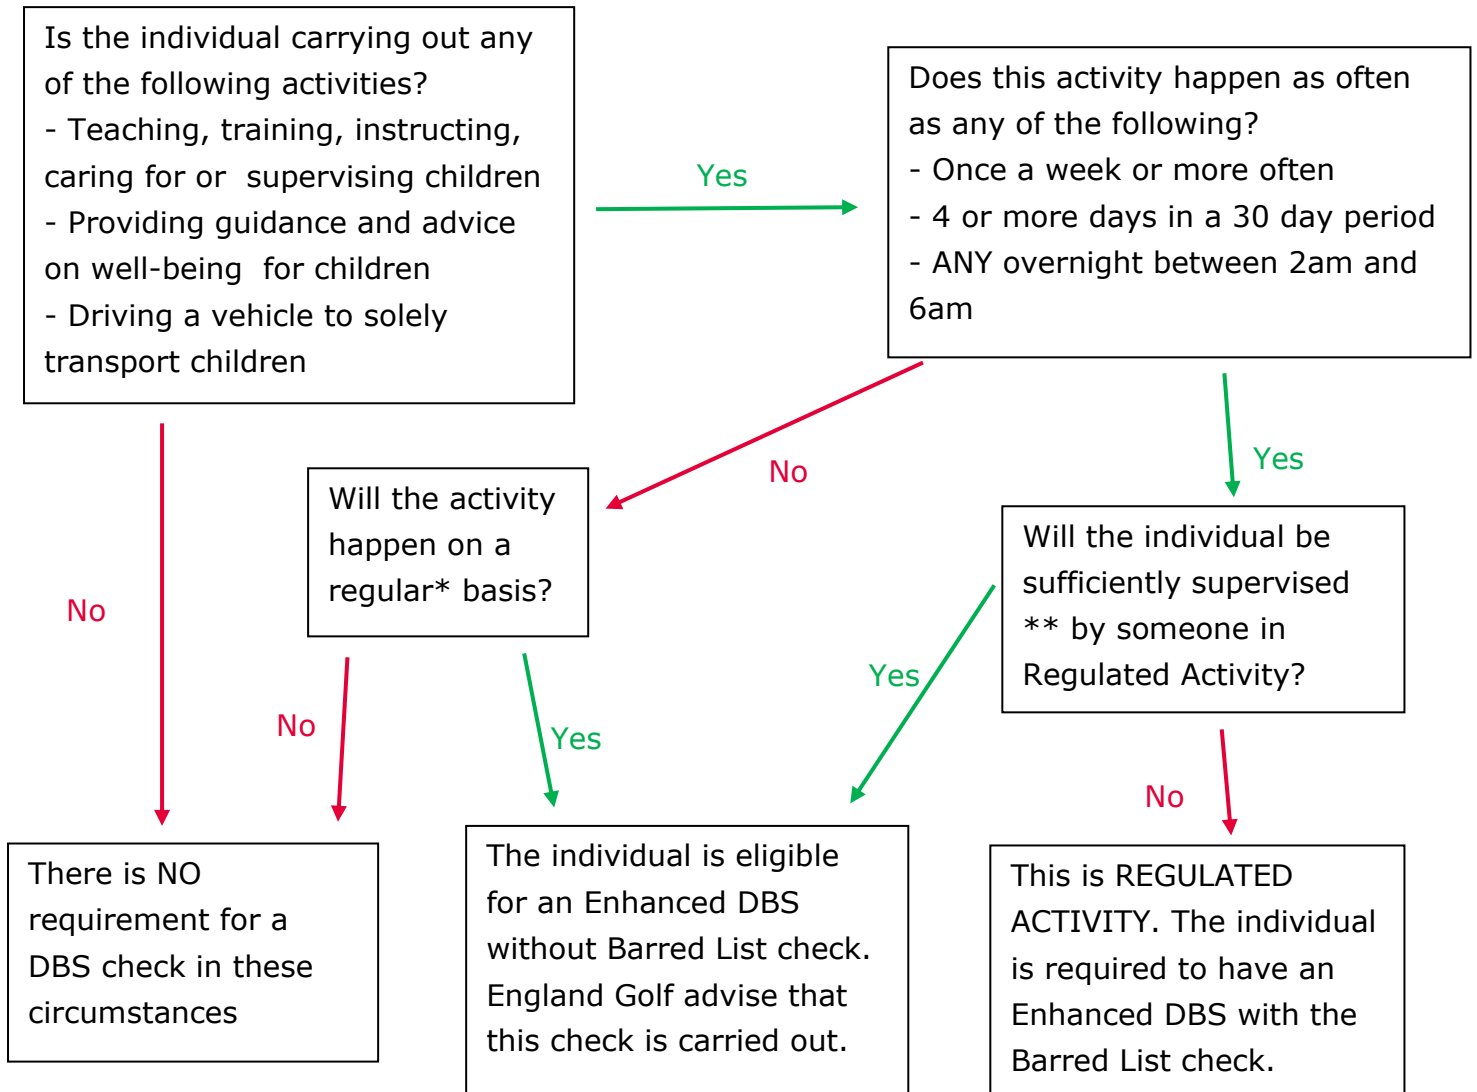 Is the individual carrying out any
of the following activities?
- Teaching, training, instructing,
caring for or supervising children
- Providing guidance and advice
on well-being for children
- Driving a vehicle to solely
transport children
Yes
Does this activity happen as often
as any of the following?
- Once a week or more often
- 4 or more days in a 30 day period
- ANY overnight between 2am and
6am
No
No
Yes
Will the activity
happen on a
regular* basis?
Will the individual be
sufficiently supervised
** by someone in
Regulated Activity?
No
Yes
Yes
No
There is NO
requirement for a
DBS check in these
circumstances
The individual is eligible
for an Enhanced DBS
without Barred List check.
England Golf advise that
this check is carried out.
This is REGULATED
ACTIVITY. The individual
is required to have an
Enhanced DBS with the
Barred List check.